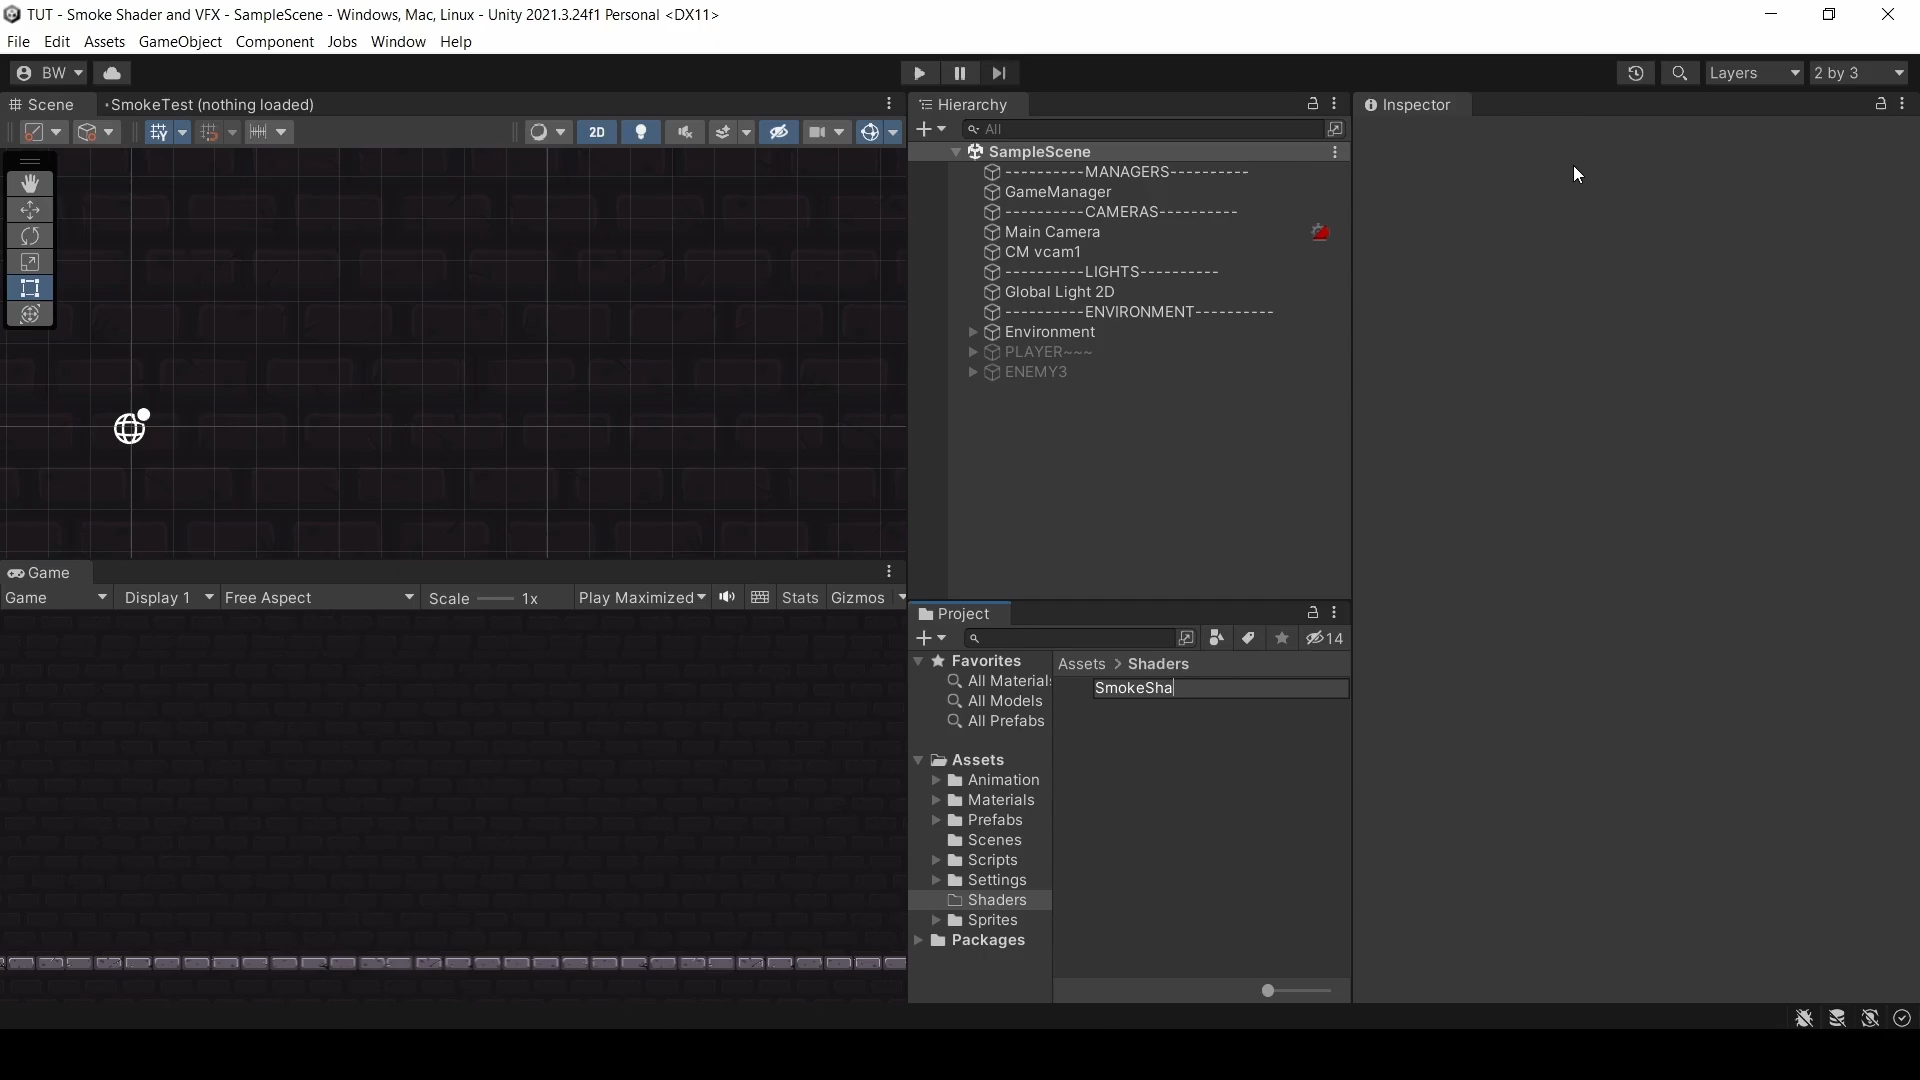 TUT - Smoke Shader and VFX - SampleScene - Windows, Mac, Linux - Unity 2021.3.24f1 Personal <DX11>
File Edit Assets GameObject Component Jobs Window Help
BW Layers 2 by 3
Scene SmokeTest (nothing loaded) Hierarchy Inspector
2D All
SampleScene
----------MANAGERS----------
GameManager
----------CAMERAS----------
Main Camera
CM vcam1
----------LIGHTS----------
Global Light 2D
----------ENVIRONMENT----------
Environment
PLAYER~~~
ENEMY3
Game
Game Display 1 Free Aspect Scale 1x Play Maximized Stats Gizmos
Project
14
Favorites
All Materials
All Models
All Prefabs
Assets
Animation
Materials
Prefabs
Scenes
Scripts
Settings
Shaders
Sprites
Packages
Assets > Shaders
SmokeSha